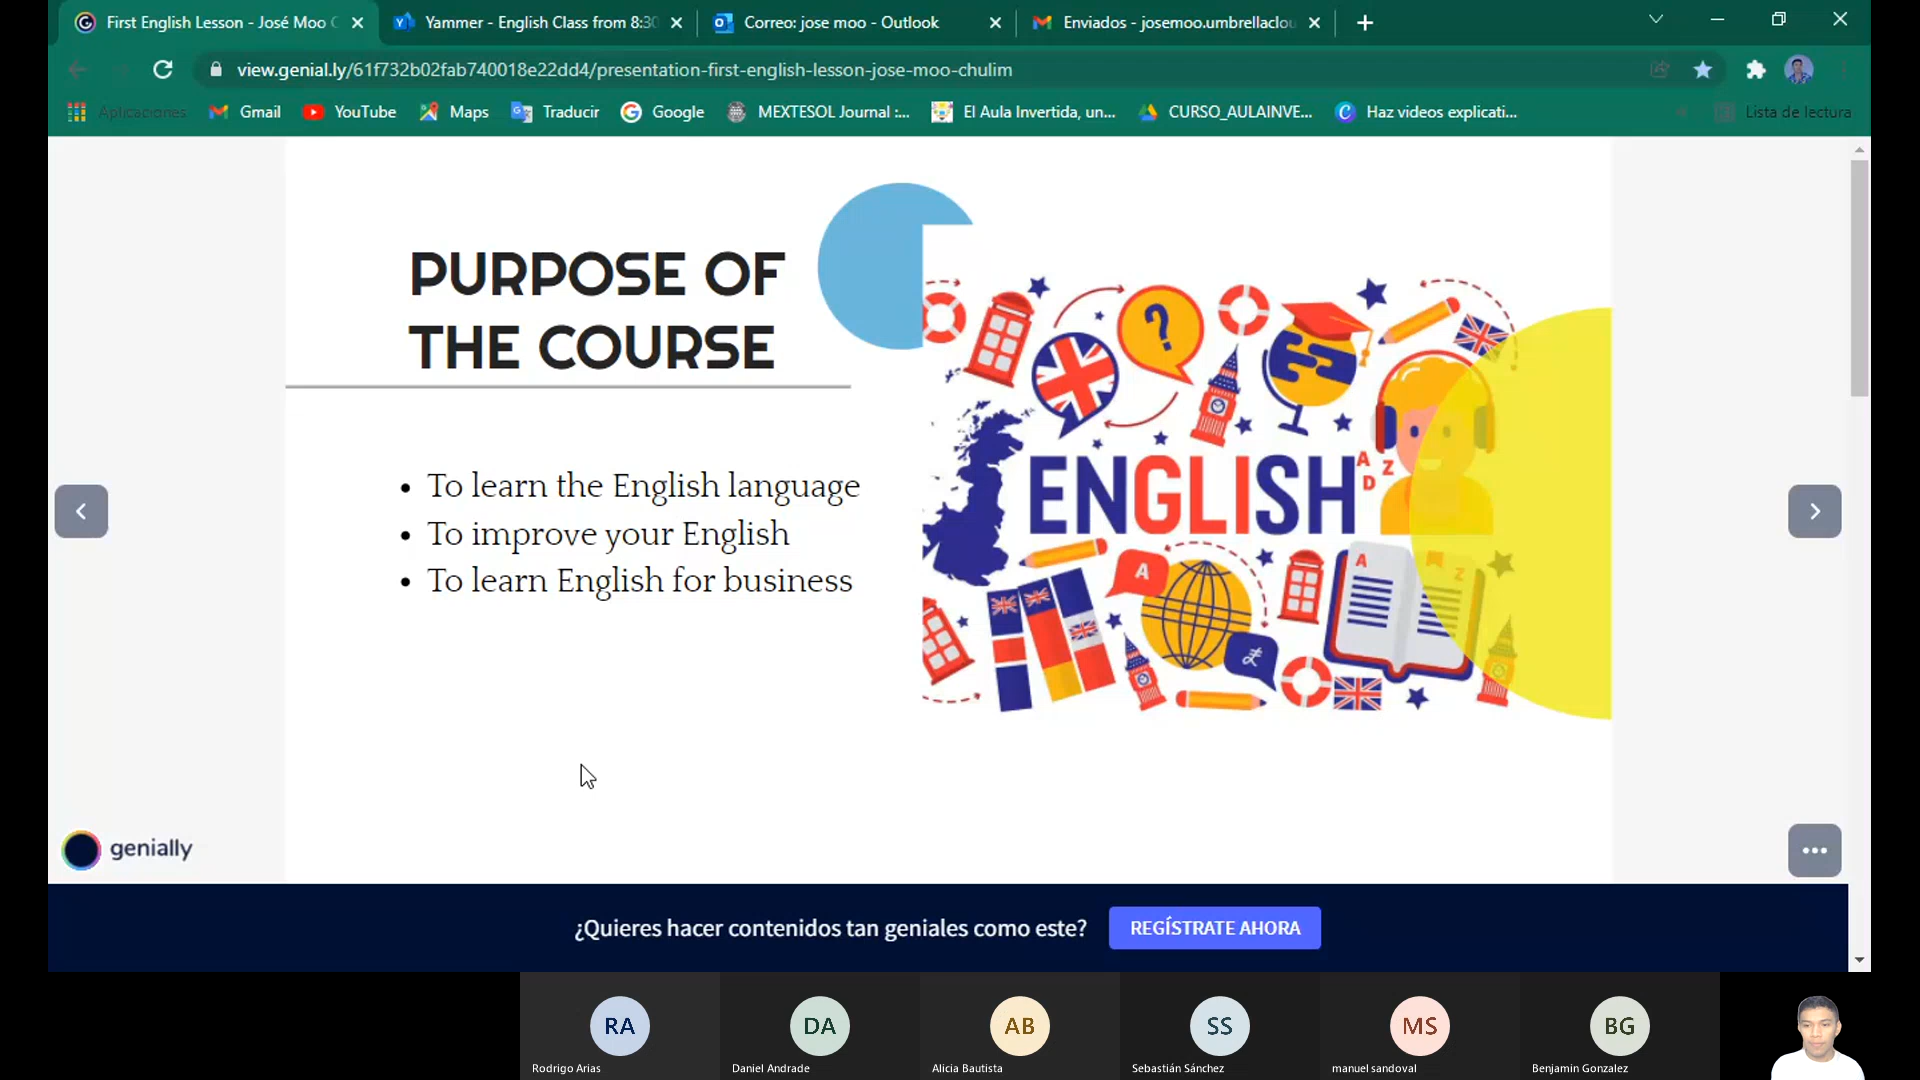 First English Lesson - José Moo C
Yammer - English Class from 8:30
Correo: jose moo - Outlook
Enviados - josemoo.umbrellaclou
view.genial.ly/61f732b02fab740018e22dd4/presentation-first-english-lesson-jose-moo-chulim
Aplicaciones
Gmail
YouTube
Maps
Traducir
Google
MEXTESOL Journal :...
El Aula Invertida, un...
CURSO_AULAINVE...
Haz videos explicati...
Lista de lectura
PURPOSE OF
THE COURSE
• To learn the English language
• To improve your English
• To learn English for business
?
ENGLISH
A
Z
D
A
A
Z
genially
¿Quieres hacer contenidos tan geniales como este?
REGÍSTRATE AHORA
RA
DA
AB
SS
MS
BG
Rodrigo Arias
Daniel Andrade
Alicia Bautista
Sebastián Sánchez
manuel sandoval
Benjamin Gonzalez